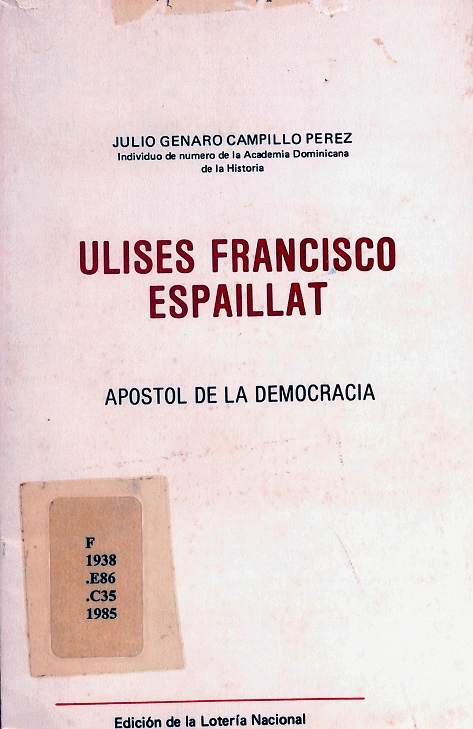 JULIO GENARO CAMPILLO PEREZ
Individuo de numero de la Academia Dominicana
de la Historia
ULISES FRANCISCO
ESPAILLAT
APOSTOL DE LA DEMOCRACIA
F
1938
.E86
.C35
1985
Edición de la Lotería Nacional